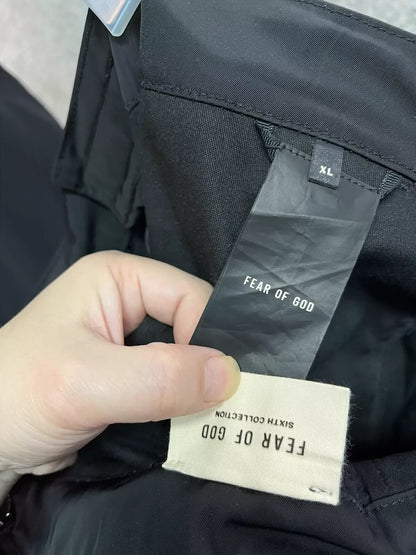 XL
FEAR OF GOD
FEAR OF GOD
SIXTH COLLECTION